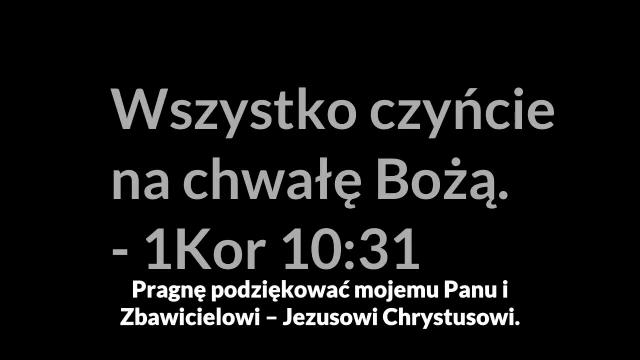 Wszystko czyńcie
na chwałę Bożą.
- 1Kor 10:31
Pragnę podziękować mojemu Panu i
Zbawicielowi – Jezusowi Chrystusowi.